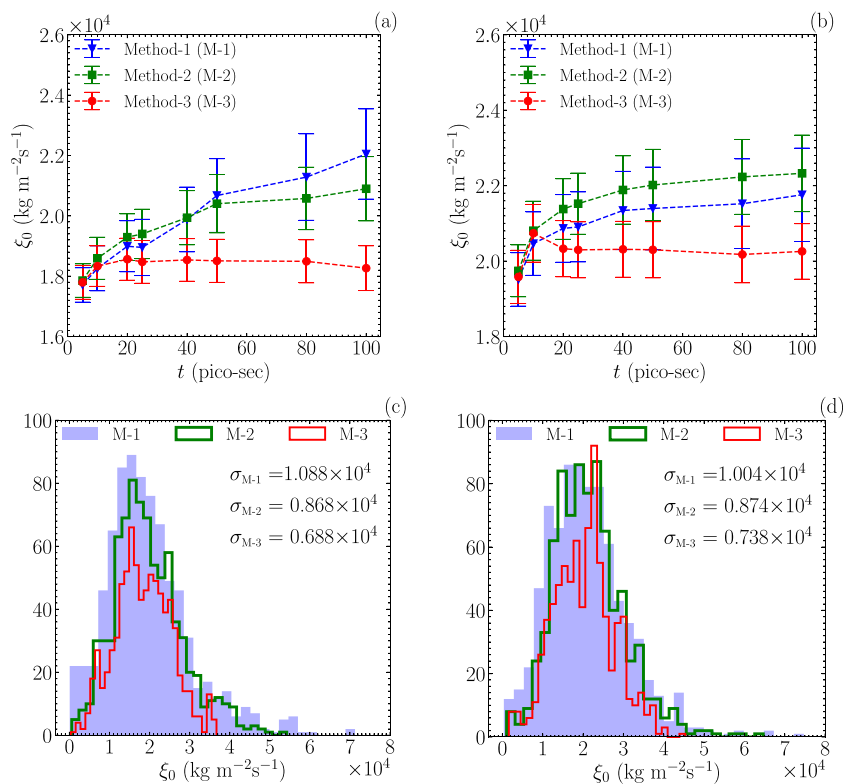 ×10⁴ (a)
2.6
2.4
2.2
2.0
1.8
1.6
ξ₀ (kg m⁻²s⁻¹)
Method-1 (M-1)
Method-2 (M-2)
Method-3 (M-3)
0 20 40 60 80 100
t (pico-sec)
×10⁴ (b)
2.6
2.4
2.2
2.0
1.8
ξ₀ (kg m⁻²s⁻¹)
Method-1 (M-1)
Method-2 (M-2)
Method-3 (M-3)
0 20 40 60 80 100
t (pico-sec)
(c)
100
80
60
40
20
0
M-1 M-2 M-3
σM-1 =1.088×10⁴
σM-2 = 0.868×10⁴
σM-3 = 0.688×10⁴
0 1 2 3 4 5 6 7 8
ξ₀ (kg m⁻²s⁻¹) ×10⁴
(d)
100
80
60
40
20
0
M-1 M-2 M-3
σM-1 =1.004×10⁴
σM-2 = 0.874×10⁴
σM-3 = 0.738×10⁴
0 1 2 3 4 5 6 7 8
ξ₀ (kg m⁻²s⁻¹) ×10⁴